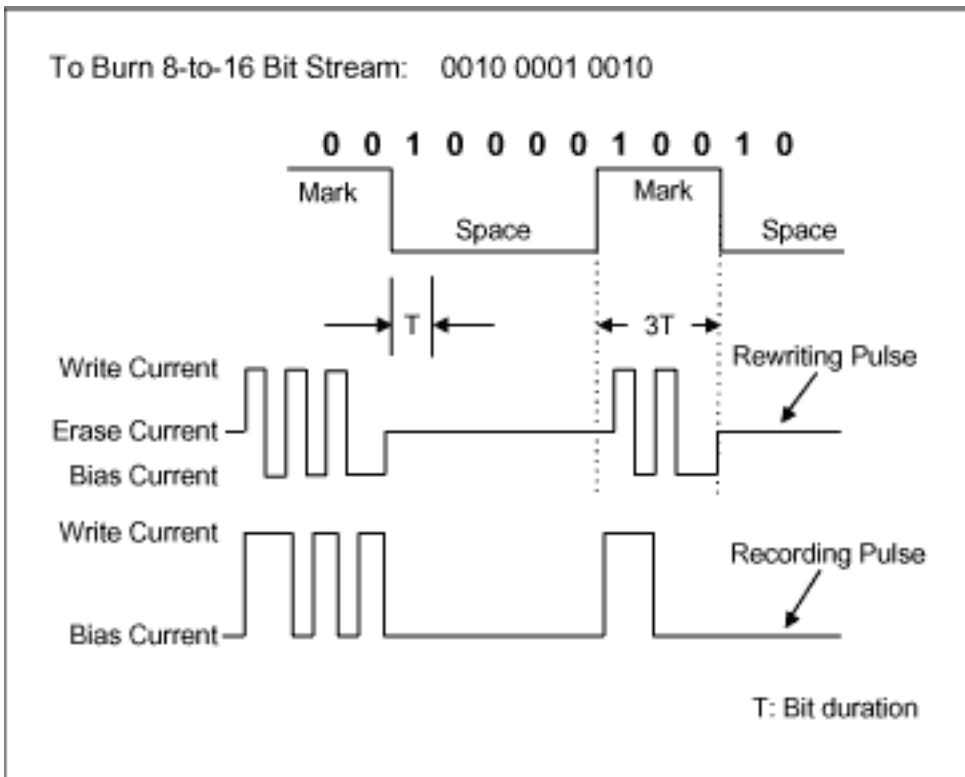 To Burn 8-to-16 Bit Stream: 0010 0001 0010
0 0 1 0 0 0 0 1 0 0 1 0
Mark
Mark
Space
Space
T
3T
Write Current
Rewriting Pulse
Erase Current
Bias Current
Write Current
Recording Pulse
Bias Current
T: Bit duration